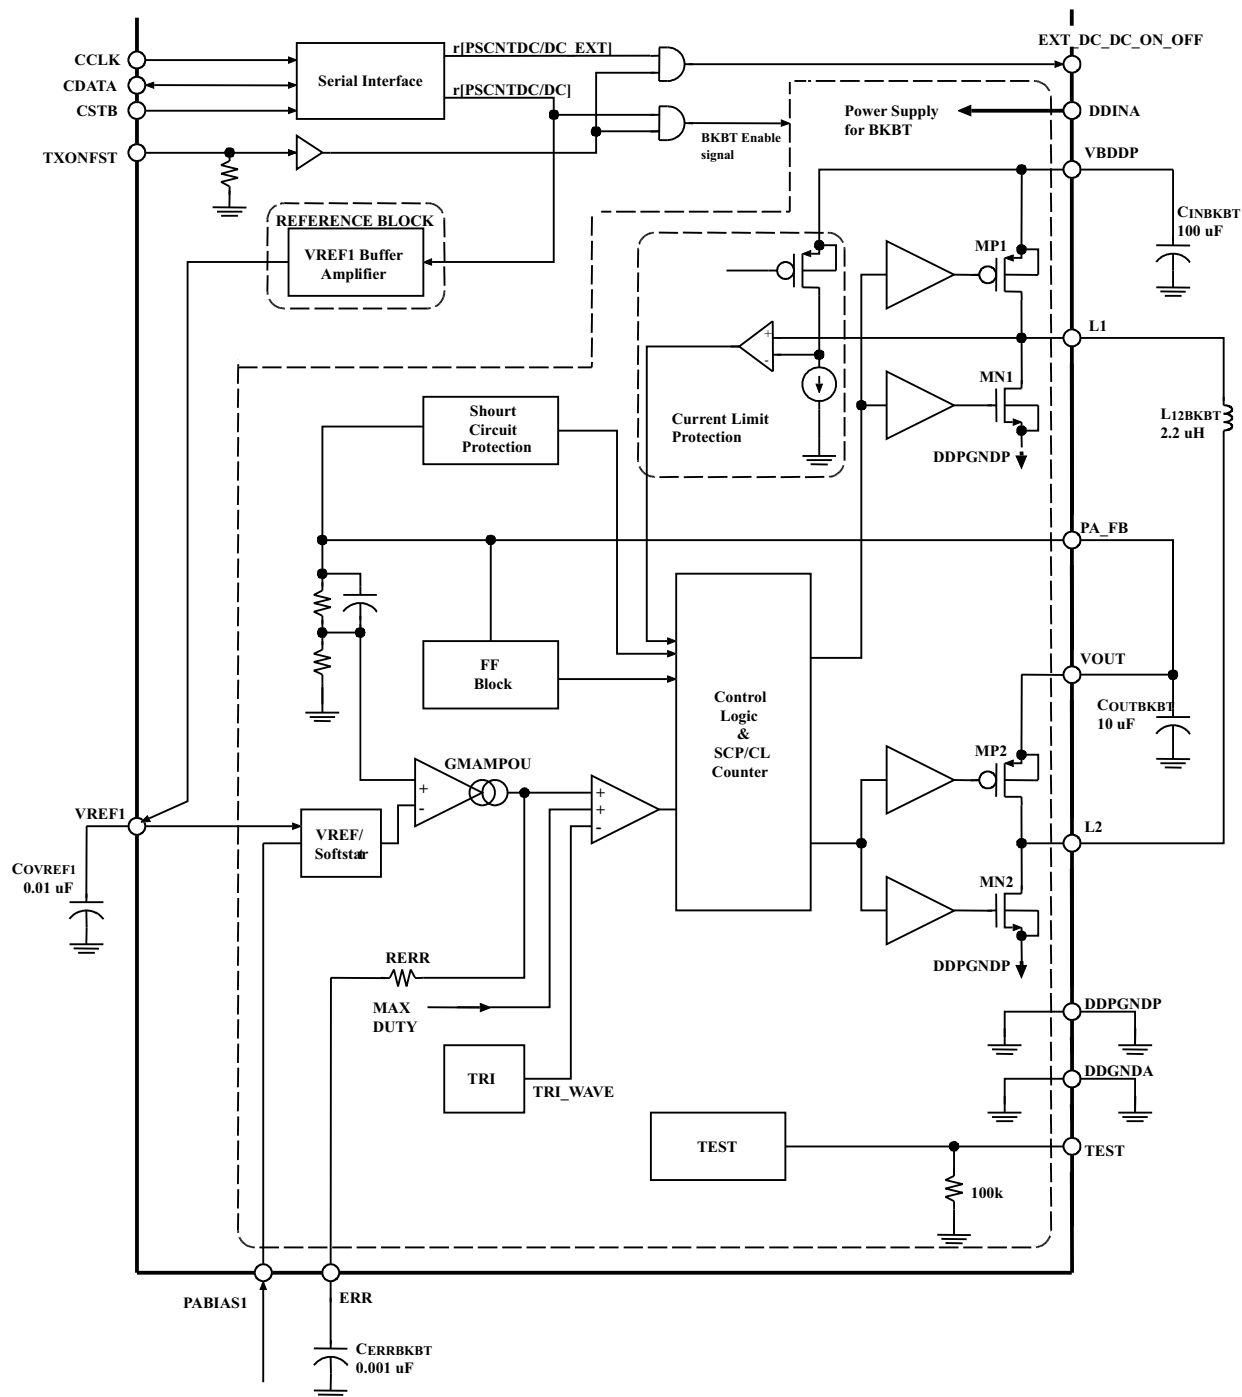 EXT_DC_DC_ON_OFF
r[PSCNTDC/DC_EXT]
CCLK
Serial Interface
CDATA
r[PSCNTDC/DC]
CSTB
Power Supply
for BKBT
DDINA
BKBT Enable
signal
TXONFST
VBDDP
REFERENCE BLOCK
VREF1 Buffer
Amplifier
CINBKBT
100 uF
MP1
L1
+
-
MN1
Shourt
Circuit
Protection
Current Limit
Protection
L12BKBT
2.2 uH
DDPGNDP
PA_FB
FF
Block
VOUT
Control
Logic
&
SCP/CL
Counter
COUTBKBT
10 uF
MP2
GMAMPOU
+
-
+
+
-
VREF1
VREF/
Softstatr
L2
COVREF1
0.01 uF
MN2
RERR
DDPGNDP
MAX
DUTY
DDPGNDP
TRI
TRI_WAVE
DDGNDA
TEST
TEST
100k
PABIAS1
ERR
CERRBKBT
0.001 uF